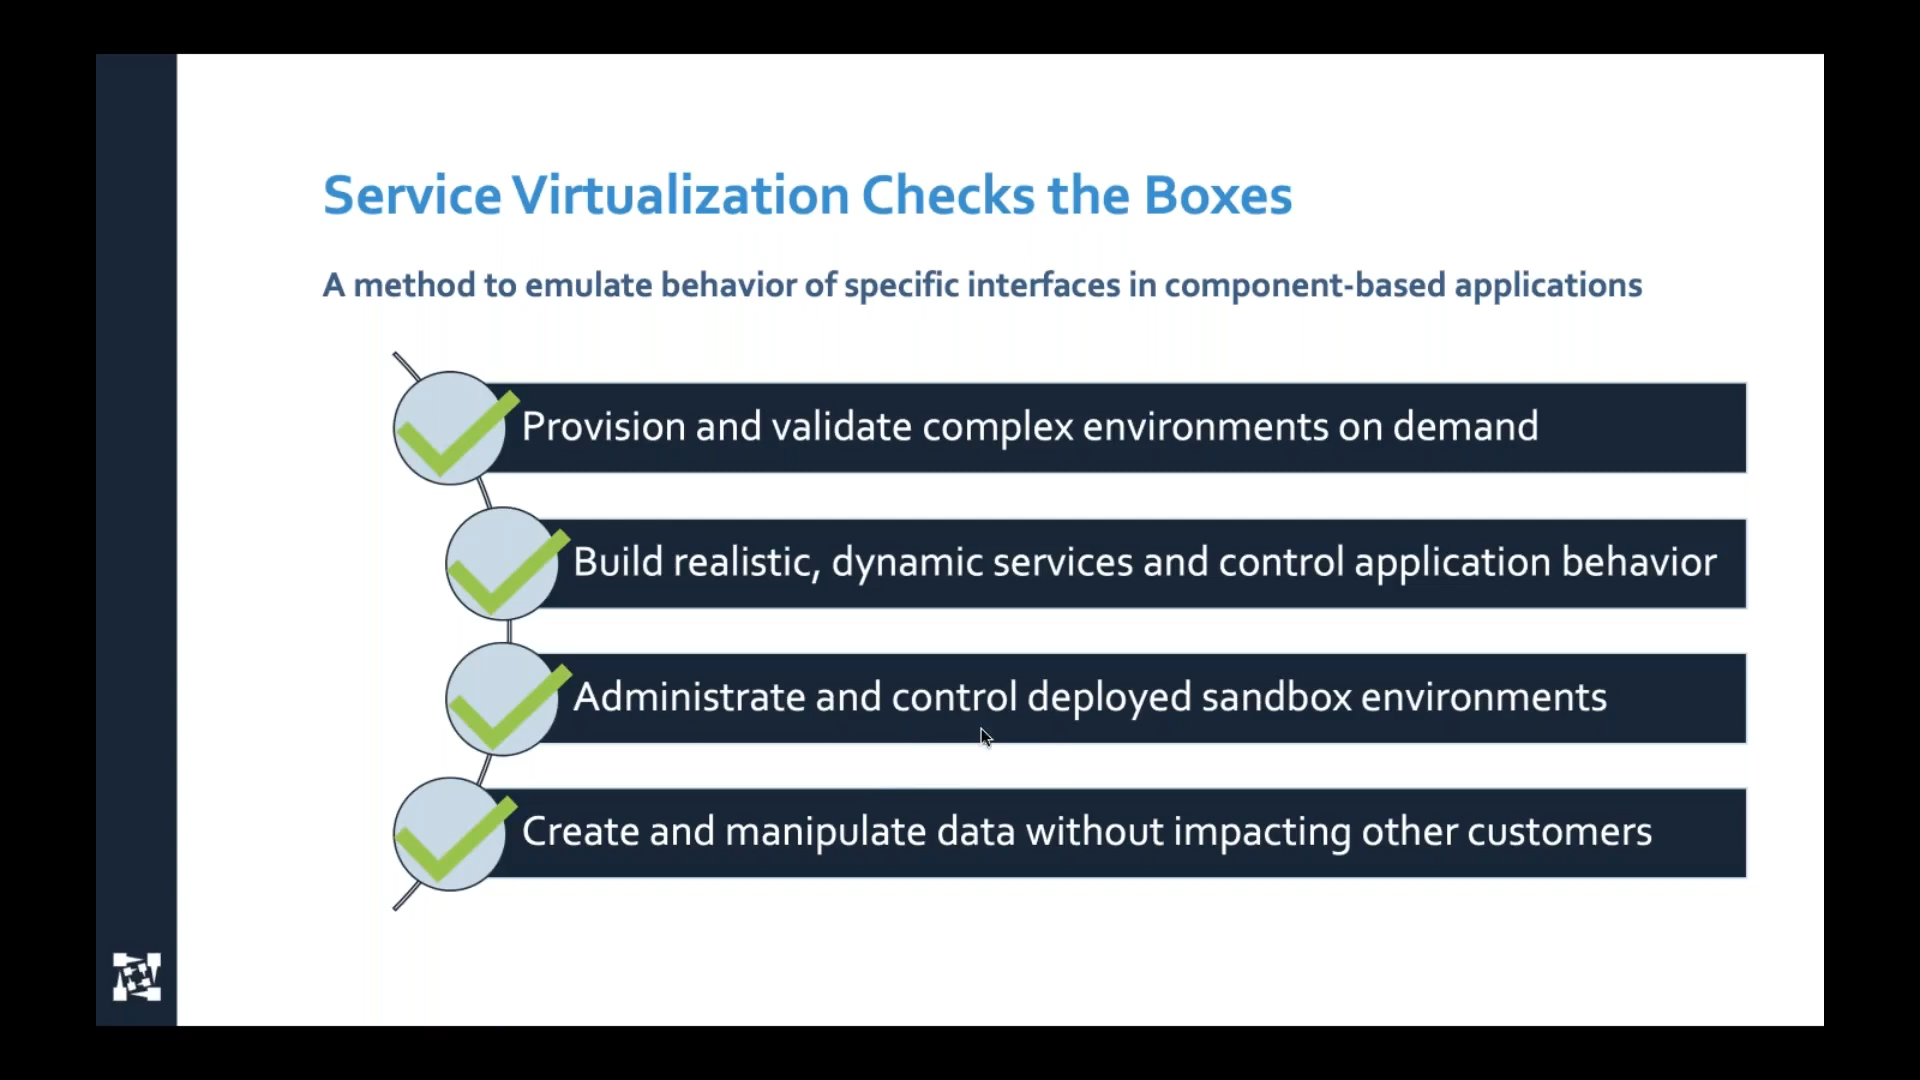 Service Virtualization Checks the Boxes
A method to emulate behavior of specific interfaces in component-based applications
Provision and validate complex environments on demand
Build realistic, dynamic services and control application behavior
Administrate and control deployed sandbox environments
Create and manipulate data without impacting other customers